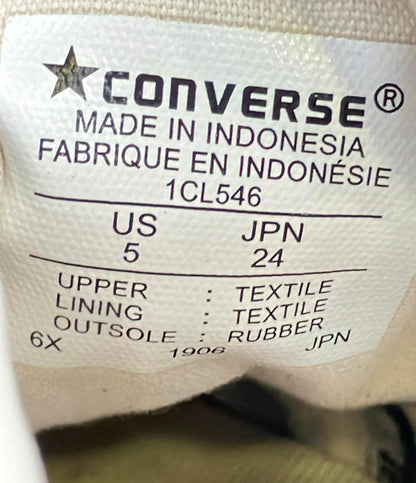 CONVERSE®
MADE IN INDONESIA
FABRIQUE EN INDONÉSIE
1CL546
US JPN
5 24
UPPER : TEXTILE
LINING : TEXTILE
OUTSOLE : RUBBER
6X 1906 JPN